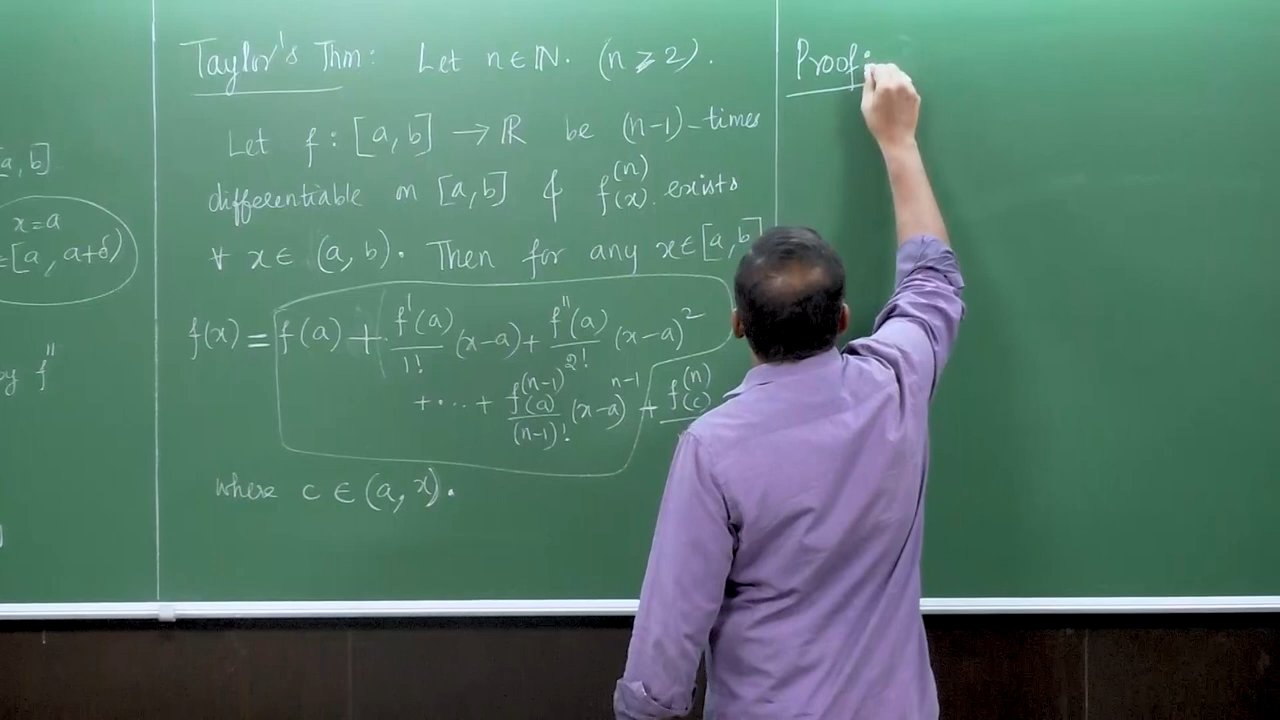 a, b]
x=a
=[a, a+δ)
by f''
]
Taylor's Thm: Let n∈ℕ. (n ⩾ 2).
Let f : [a, b] → ℝ be (n-1)-times
differentiable on [a, b] & f^(n)(x) exists
∀ x ∈ (a, b). Then for any x∈[a, b]
f(x) = f(a) + f'(a)/1! (x-a) + f''(a)/2! (x-a)^2
+ ... + f^(n-1)(a)/(n-1)! (x-a)^(n-1) + f^(n)(c)
where c ∈ (a, x).
Proof: